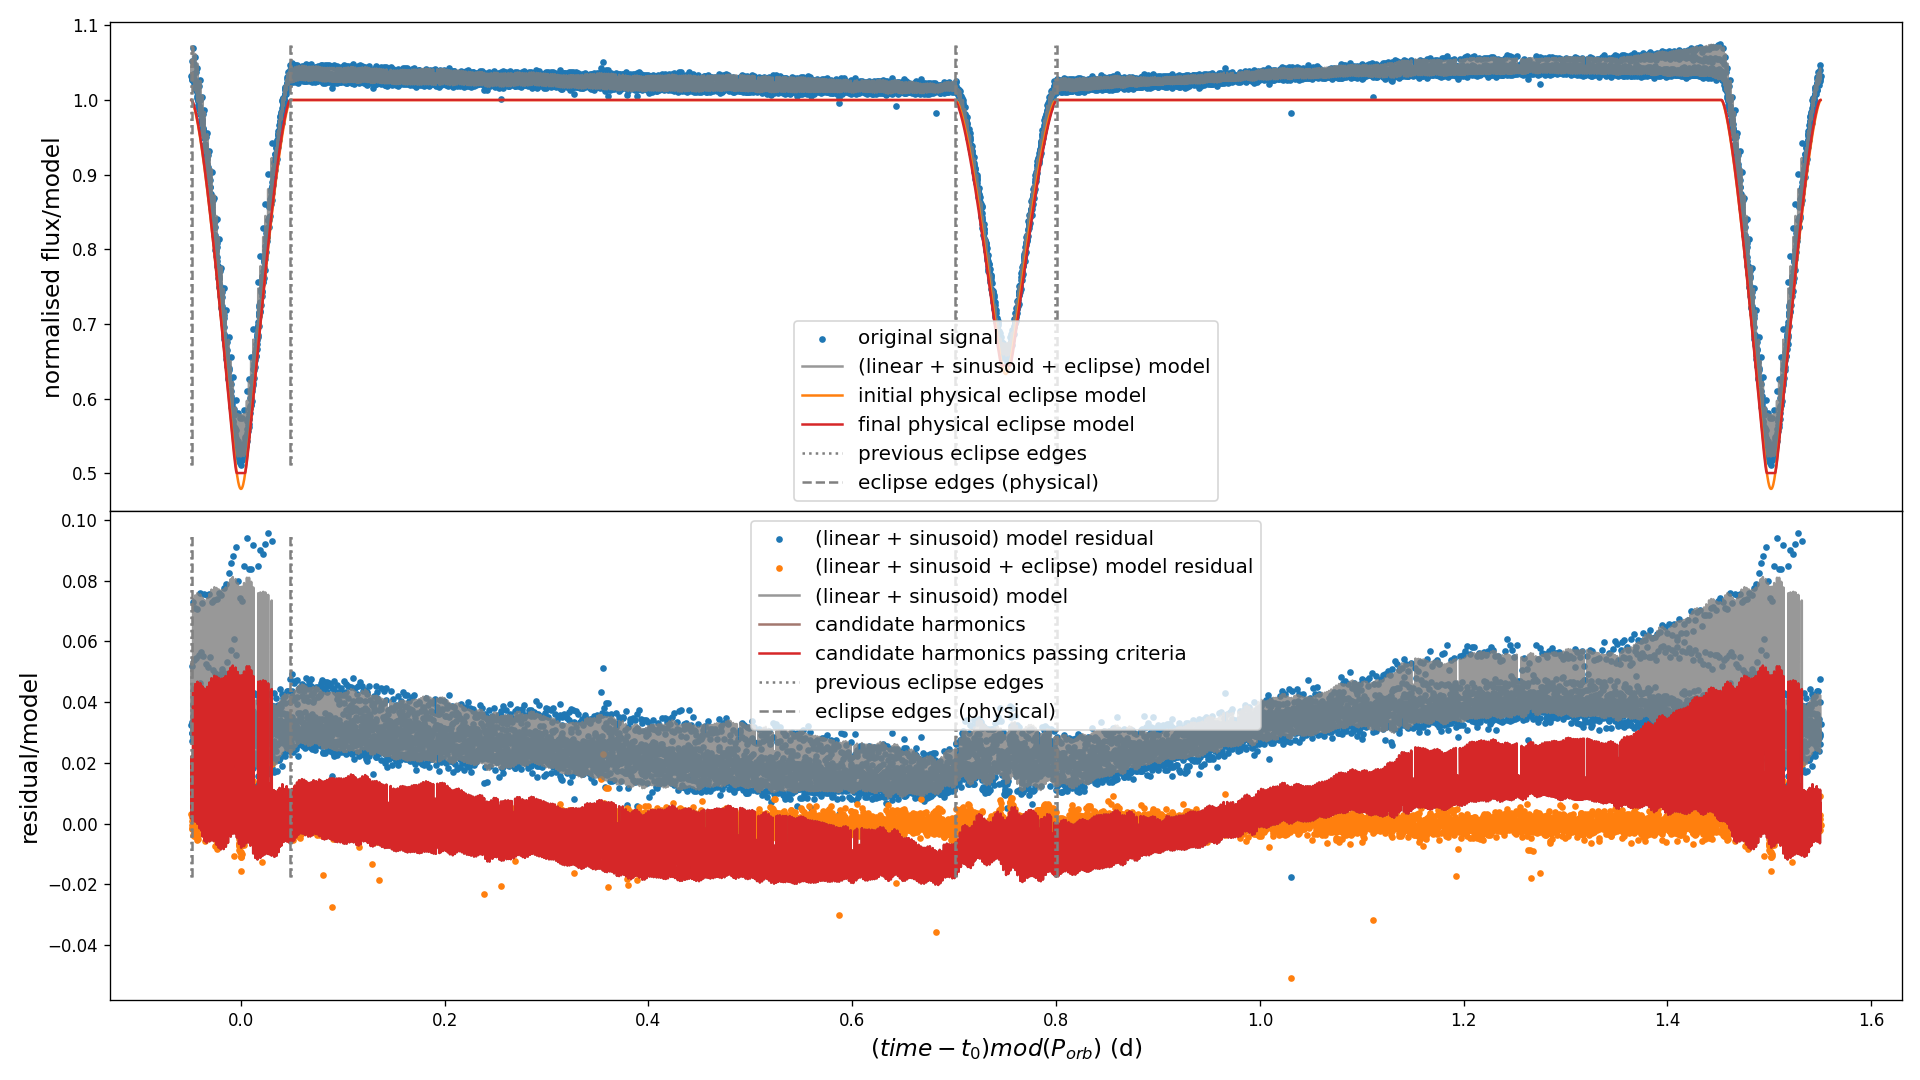 1.1
1.0
0.9
0.8
0.7
0.6
0.5
normalised flux/model
original signal
(linear + sinusoid + eclipse) model
initial physical eclipse model
final physical eclipse model
previous eclipse edges
eclipse edges (physical)
0.10
0.08
0.06
0.04
0.02
0.00
−0.02
−0.04
residual/model
(linear + sinusoid) model residual
(linear + sinusoid + eclipse) model residual
(linear + sinusoid) model
candidate harmonics
candidate harmonics passing criteria
previous eclipse edges
eclipse edges (physical)
0.0 0.2 0.4 0.6 0.8 1.0 1.2 1.4 1.6
(time − t₀)mod(P_orb) (d)